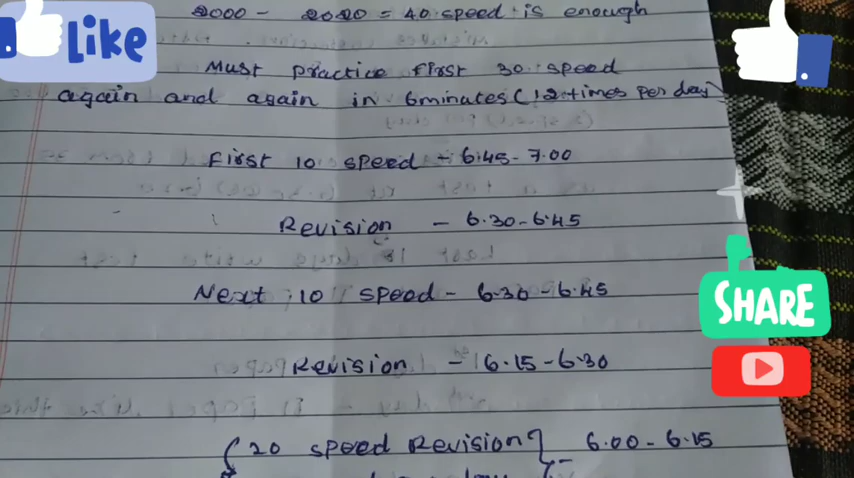 2000 - 2020 = 40 speed is enough
Like
Must practice first 30 speed
again and again in 6minutes (12 times per day)
First 10 speed - 6.45 - 7.00
Revision - 6.30 - 6.45
Next 10 speed - 6.30 - 6.45
SHARE
Revision - 6.15 - 6.30
20 speed Revision - 6.00 - 6.15